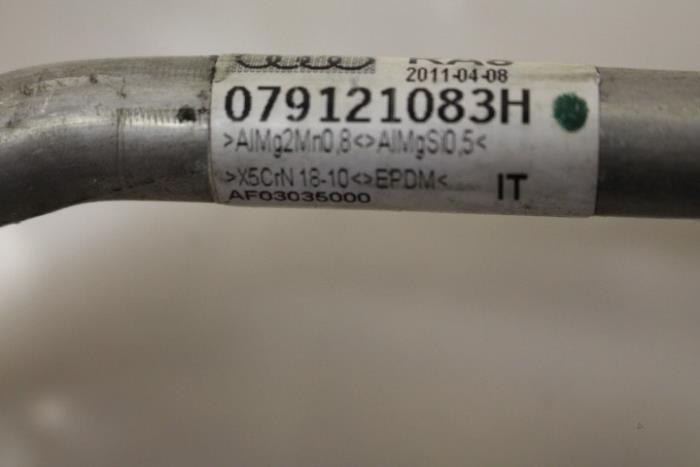 2011-04-08
079121083H
>AlMg2Mn0,8<>AlMgSi0,5<
>X5CrN 18-10<>EPDM< IT
AF03035000